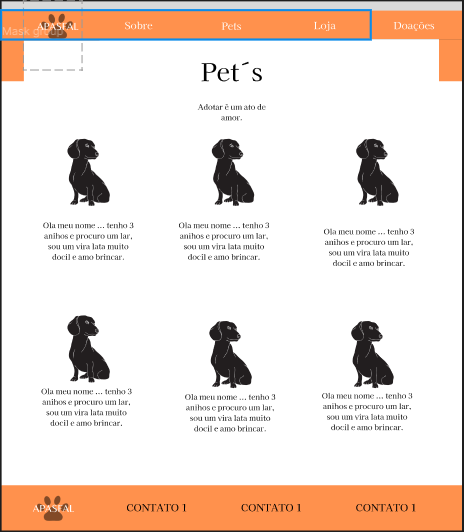 APASFAL Sobre Pets Loja Doações
Mask group
Pet´s
Adotar é um ato de
amor.
Ola meu nome ... tenho 3
anihos e procuro um lar,
sou um vira lata muito
docil e amo brincar.
Ola meu nome ... tenho 3
anihos e procuro um lar,
sou um vira lata muito
docil e amo brincar.
Ola meu nome ... tenho 3
anihos e procuro um lar,
sou um vira lata muito
docil e amo brincar.
Ola meu nome ... tenho 3
anihos e procuro um lar,
sou um vira lata muito
docil e amo brincar.
Ola meu nome ... tenho 3
anihos e procuro um lar,
sou um vira lata muito
docil e amo brincar.
Ola meu nome ... tenho 3
anihos e procuro um lar,
sou um vira lata muito
docil e amo brincar.
APASFAL CONTATO 1 CONTATO 1 CONTATO 1